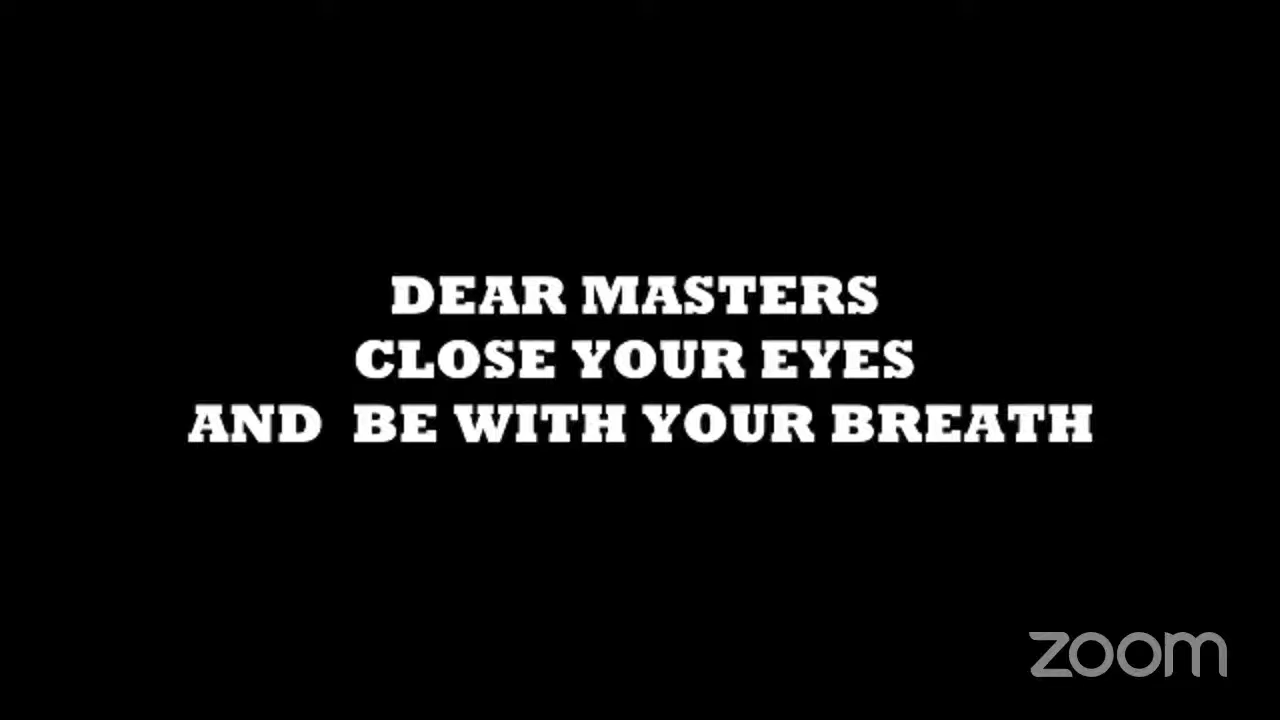 DEAR MASTERS
CLOSE YOUR EYES
AND  BE WITH YOUR BREATH
zoom